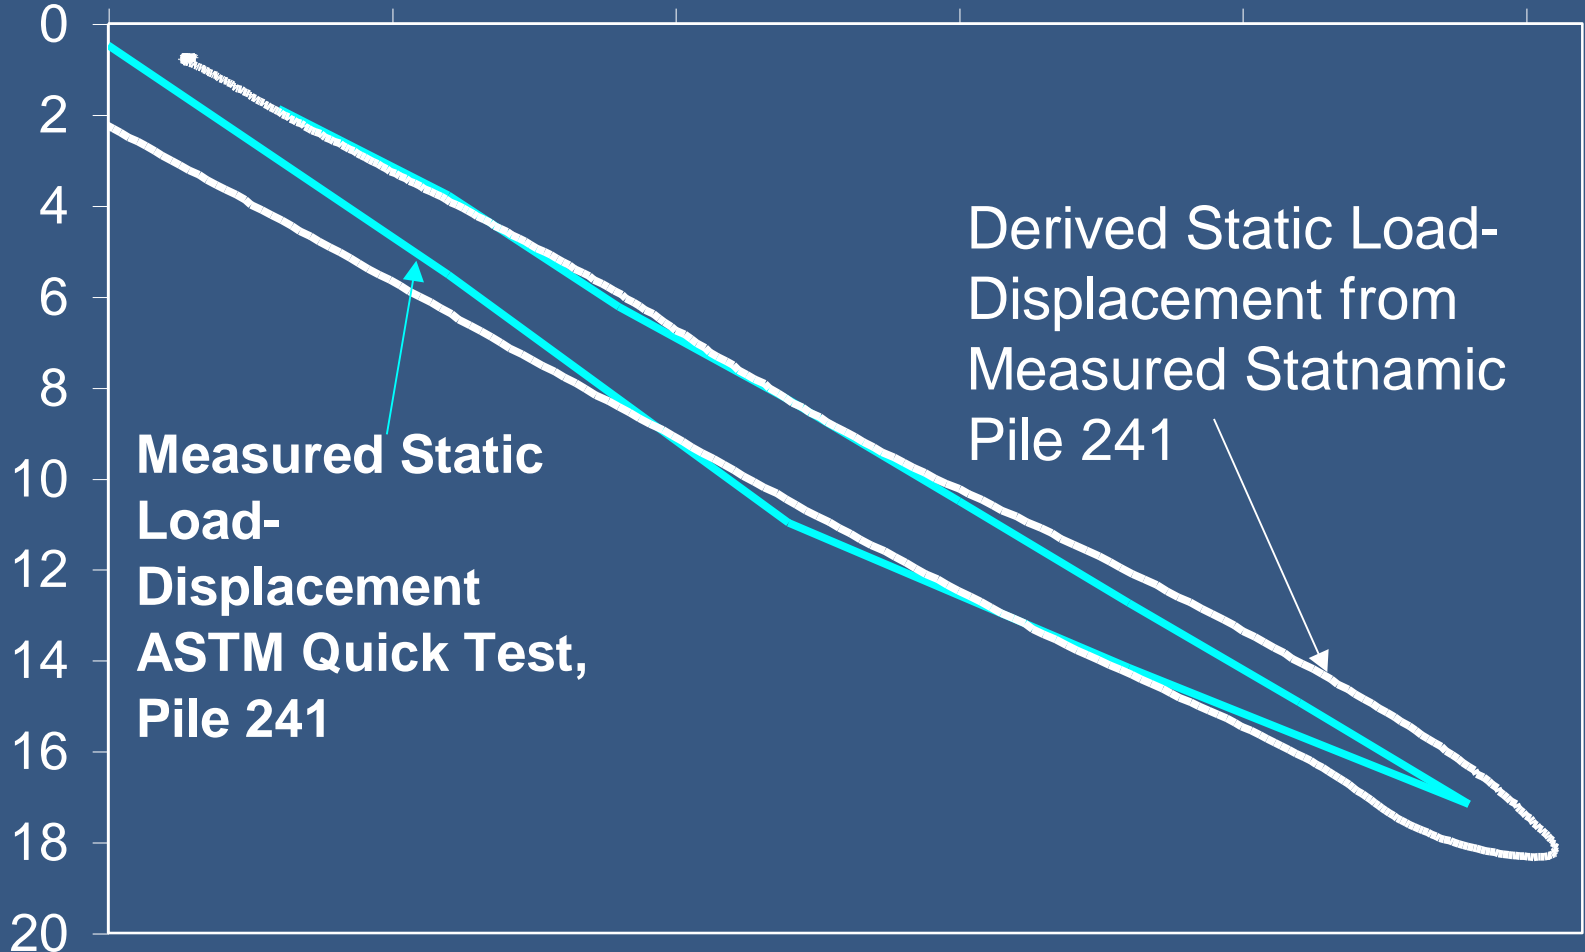 0
2
4
6
8
10
12
14
16
18
20
Derived Static Load-
Displacement from
Measured Statnamic
Pile 241
Measured Static
Load-
Displacement
ASTM Quick Test,
Pile 241